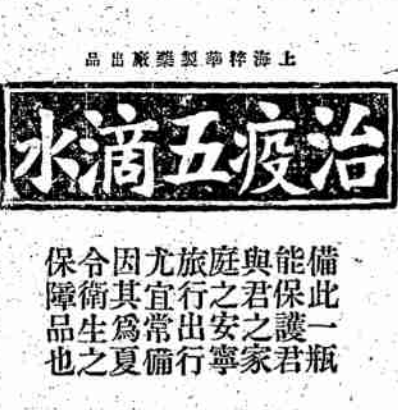 上海粹華製藥廠出品
治疫五滴水
備此一瓶
能保護君
與君之家
庭之安寧
旅行出行
尤宜常備
因其爲夏
令衛生之
保障品也